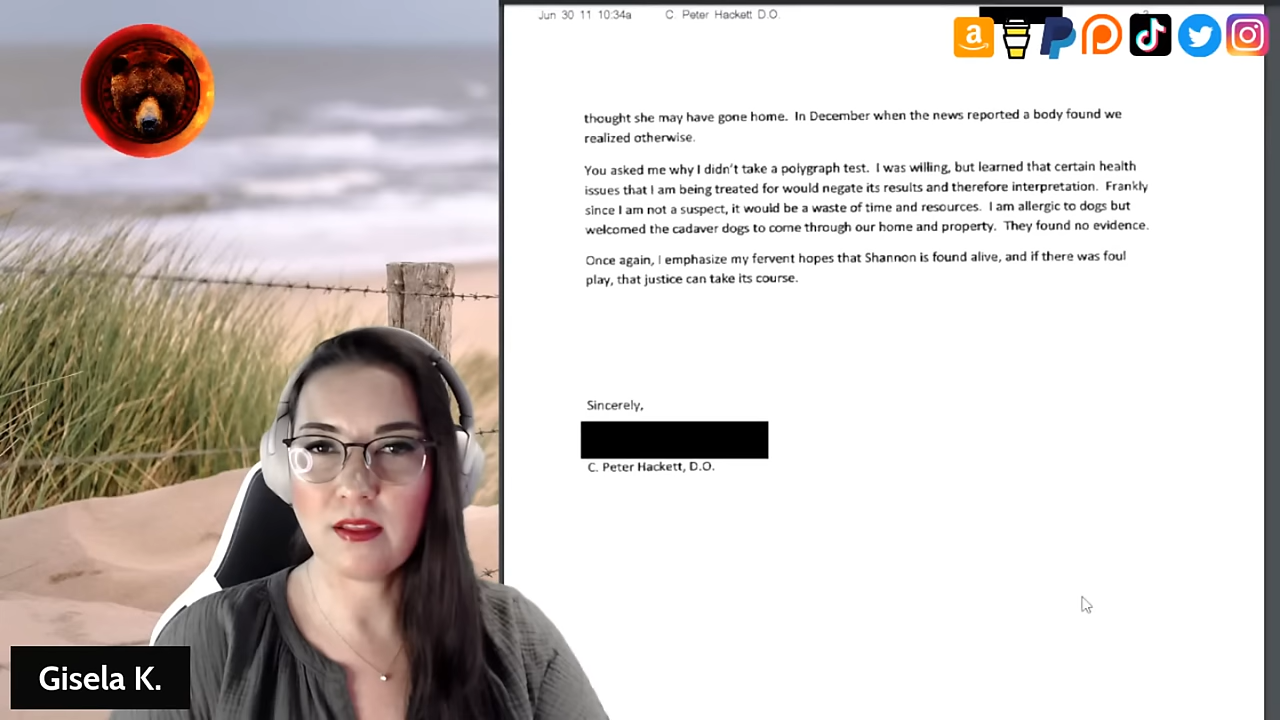 Jun 30 11 10:34a C. Peter Hackett D.O.
thought she may have gone home. In December when the news reported a body found we
realized otherwise.
You asked me why I didn't take a polygraph test. I was willing, but learned that certain health
issues that I am being treated for would negate its results and therefore interpretation. Frankly
since I am not a suspect, it would be a waste of time and resources. I am allergic to dogs but
welcomed the cadaver dogs to come through our home and property. They found no evidence.
Once again, I emphasize my fervent hopes that Shannon is found alive, and if there was foul
play, that justice can take its course.
Sincerely,
C. Peter Hackett, D.O.
Gisela K.